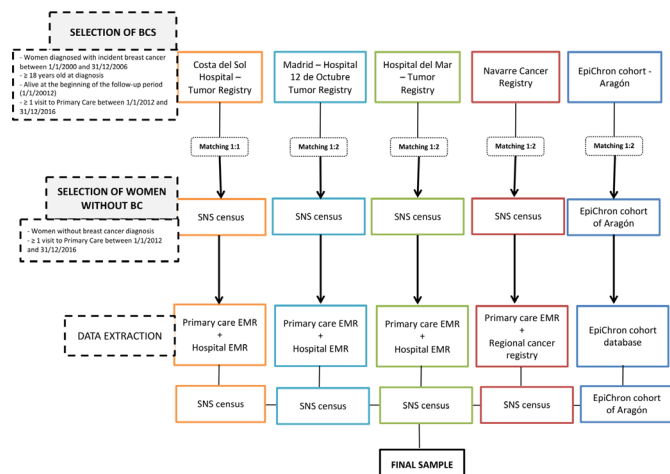 SELECTION OF BCS
- Women diagnosed with incident breast cancer
between 1/1/2000 and 31/12/2006
- ≥ 18 years old at diagnosis
- Alive at the beginning of the follow-up period
(1/1/20012)
- ≥ 1 visit to Primary Care between 1/1/2012 and
31/12/2016
Costa del Sol
Hospital –
Tumor Registry
Madrid – Hospital
12 de Octubre
Tumor Registry
Hospital del Mar
– Tumor
Registry
Navarre Cancer
Registry
EpiChron cohort -
Aragón
Matching 1:1
Matching 1:2
Matching 1:2
Matching 1:2
Matching 1:2
SELECTION OF WOMEN
WITHOUT BC
- Women without breast cancer diagnosis
- ≥ 1 visit to Primary Care between 1/1/2012
and 31/12/2016
SNS census
SNS census
SNS census
SNS census
EpiChron cohort
of Aragón
DATA EXTRACTION
Primary care EMR
+
Hospital EMR
Primary care EMR
+
Hospital EMR
Primary care EMR
+
Hospital EMR
Primary care EMR
+
Regional cancer
registry
EpiChron cohort
database
SNS census
SNS census
SNS census
SNS census
EpiChron cohort
of Aragón
FINAL SAMPLE